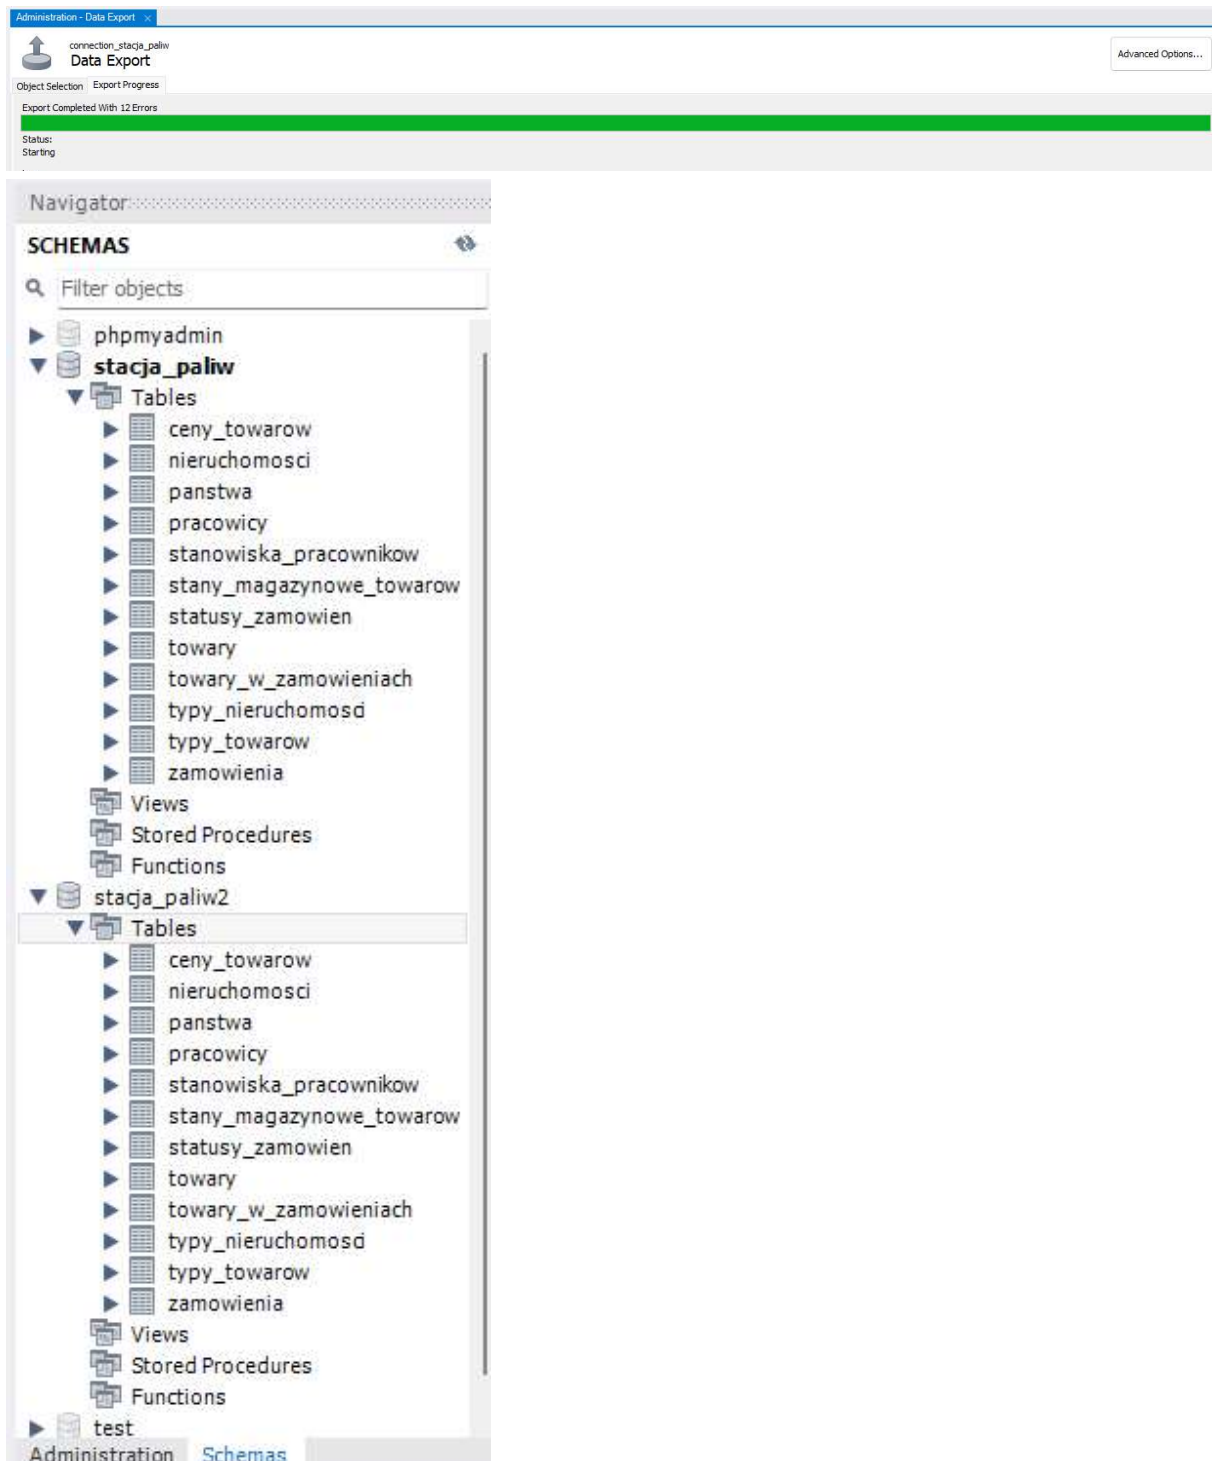 Administration - Data Export ×
connection_stacja_paliw
Data Export
Advanced Options...
Object Selection Export Progress
Export Completed With 12 Errors
Status:
Starting
Navigator
SCHEMAS
Filter objects
phpmyadmin
stacja_paliw
Tables
ceny_towarow
nieruchomosci
panstwa
pracowicy
stanowiska_pracownikow
stany_magazynowe_towarow
statusy_zamowien
towary
towary_w_zamowieniach
typy_nieruchomosci
typy_towarow
zamowienia
Views
Stored Procedures
Functions
stacja_paliw2
Tables
ceny_towarow
nieruchomosci
panstwa
pracowicy
stanowiska_pracownikow
stany_magazynowe_towarow
statusy_zamowien
towary
towary_w_zamowieniach
typy_nieruchomosci
typy_towarow
zamowienia
Views
Stored Procedures
Functions
test
Administration Schemas